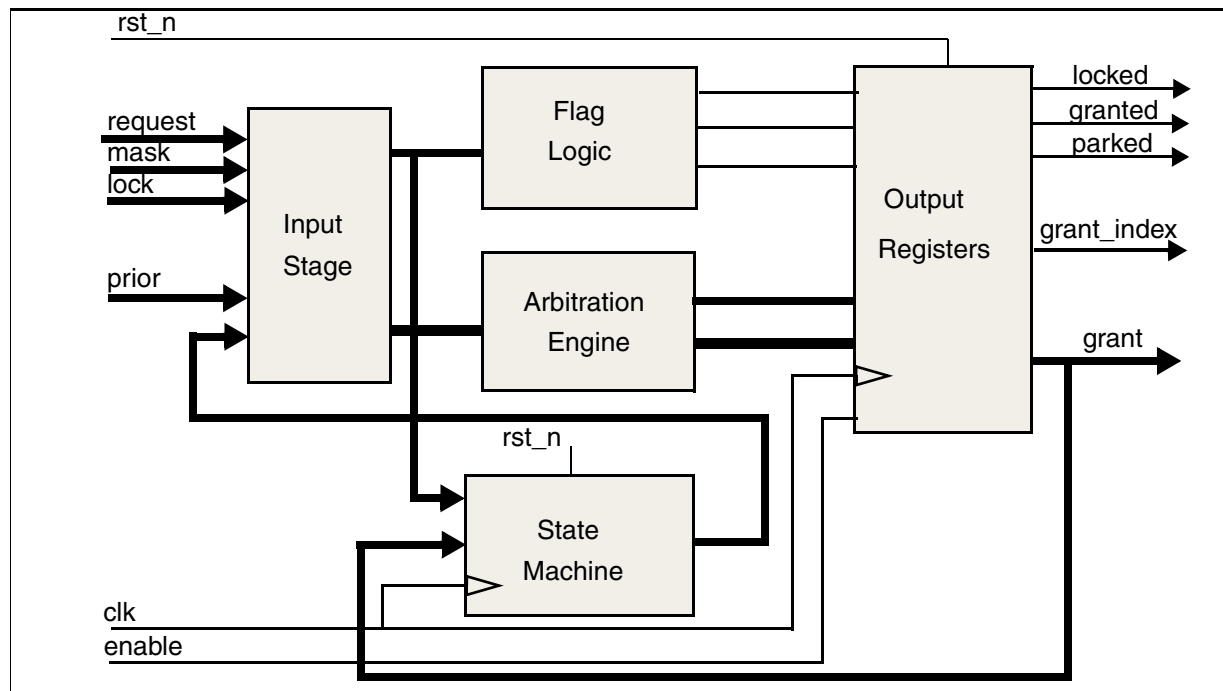 rst_n
request
mask
lock
prior
Input
Stage
Flag
Logic
Arbitration
Engine
Output
Registers
locked
granted
parked
grant_index
grant
rst_n
State
Machine
clk
enable